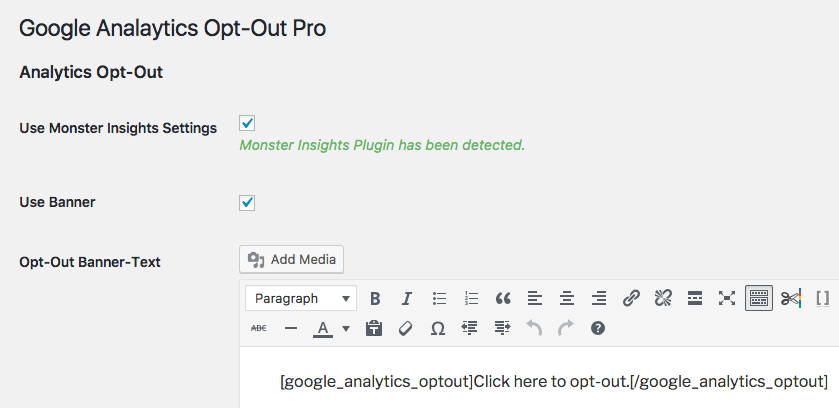 Google Analaytics Opt-Out Pro
Analytics Opt-Out
Use Monster Insights Settings
Monster Insights Plugin has been detected.
Use Banner
Opt-Out Banner-Text
Add Media
Paragraph
ABC
[google_analytics_optout]Click here to opt-out.[/google_analytics_optout]